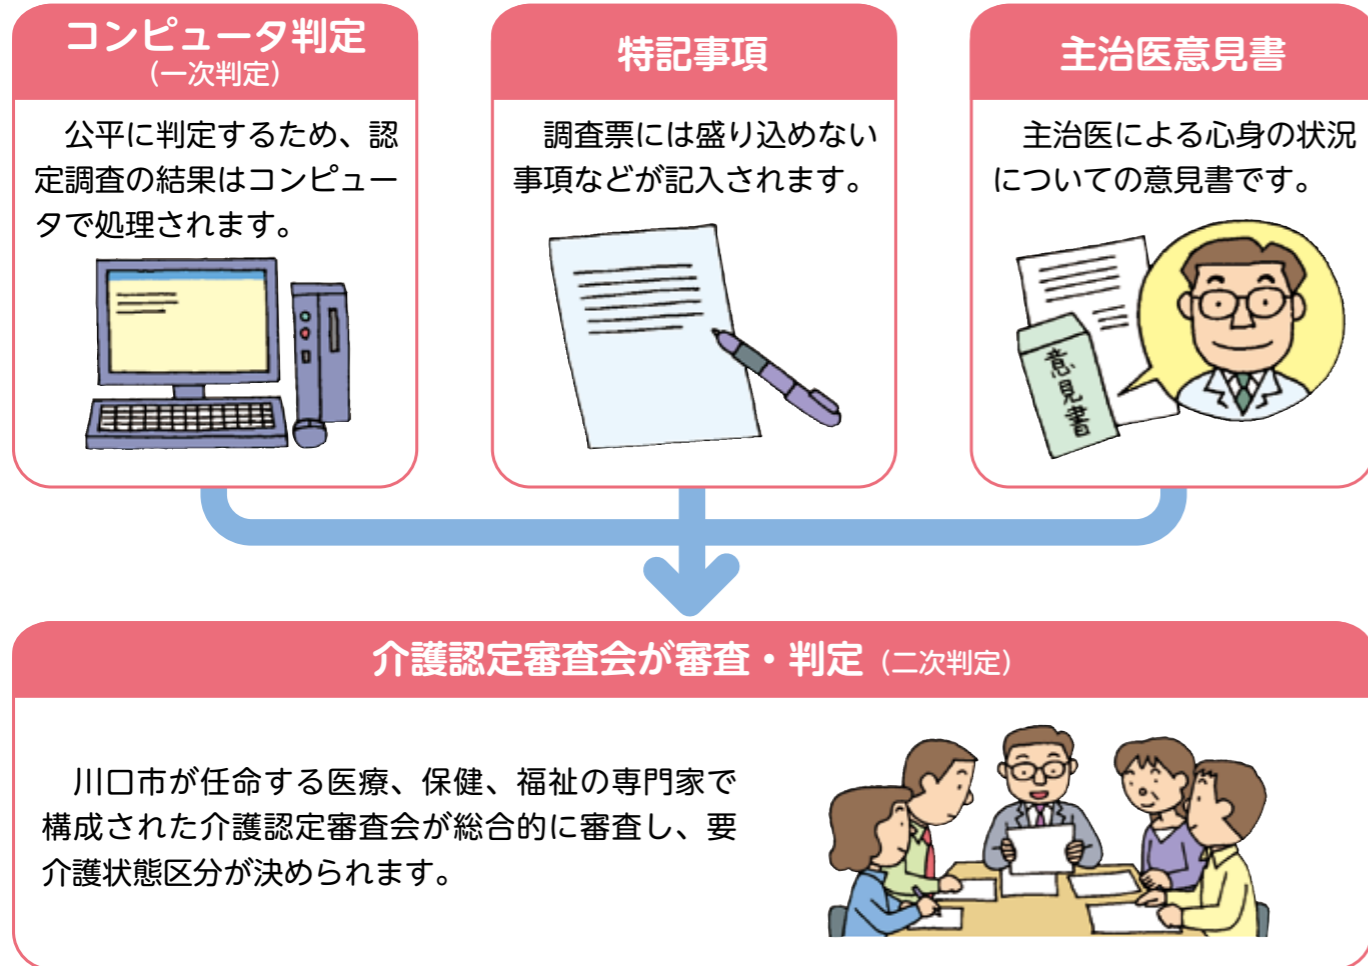 コンピュータ判定
(一次判定)
公平に判定するため、認
定調査の結果はコンピュー
タで処理されます。
特記事項
調査票には盛り込めない
事項などが記入されます。
主治医意見書
主治医による心身の状況
についての意見書です。
意見書
介護認定審査会が審査・判定 (二次判定)
川口市が任命する医療、保健、福祉の専門家で
構成された介護認定審査会が総合的に審査し、要
介護状態区分が決められます。